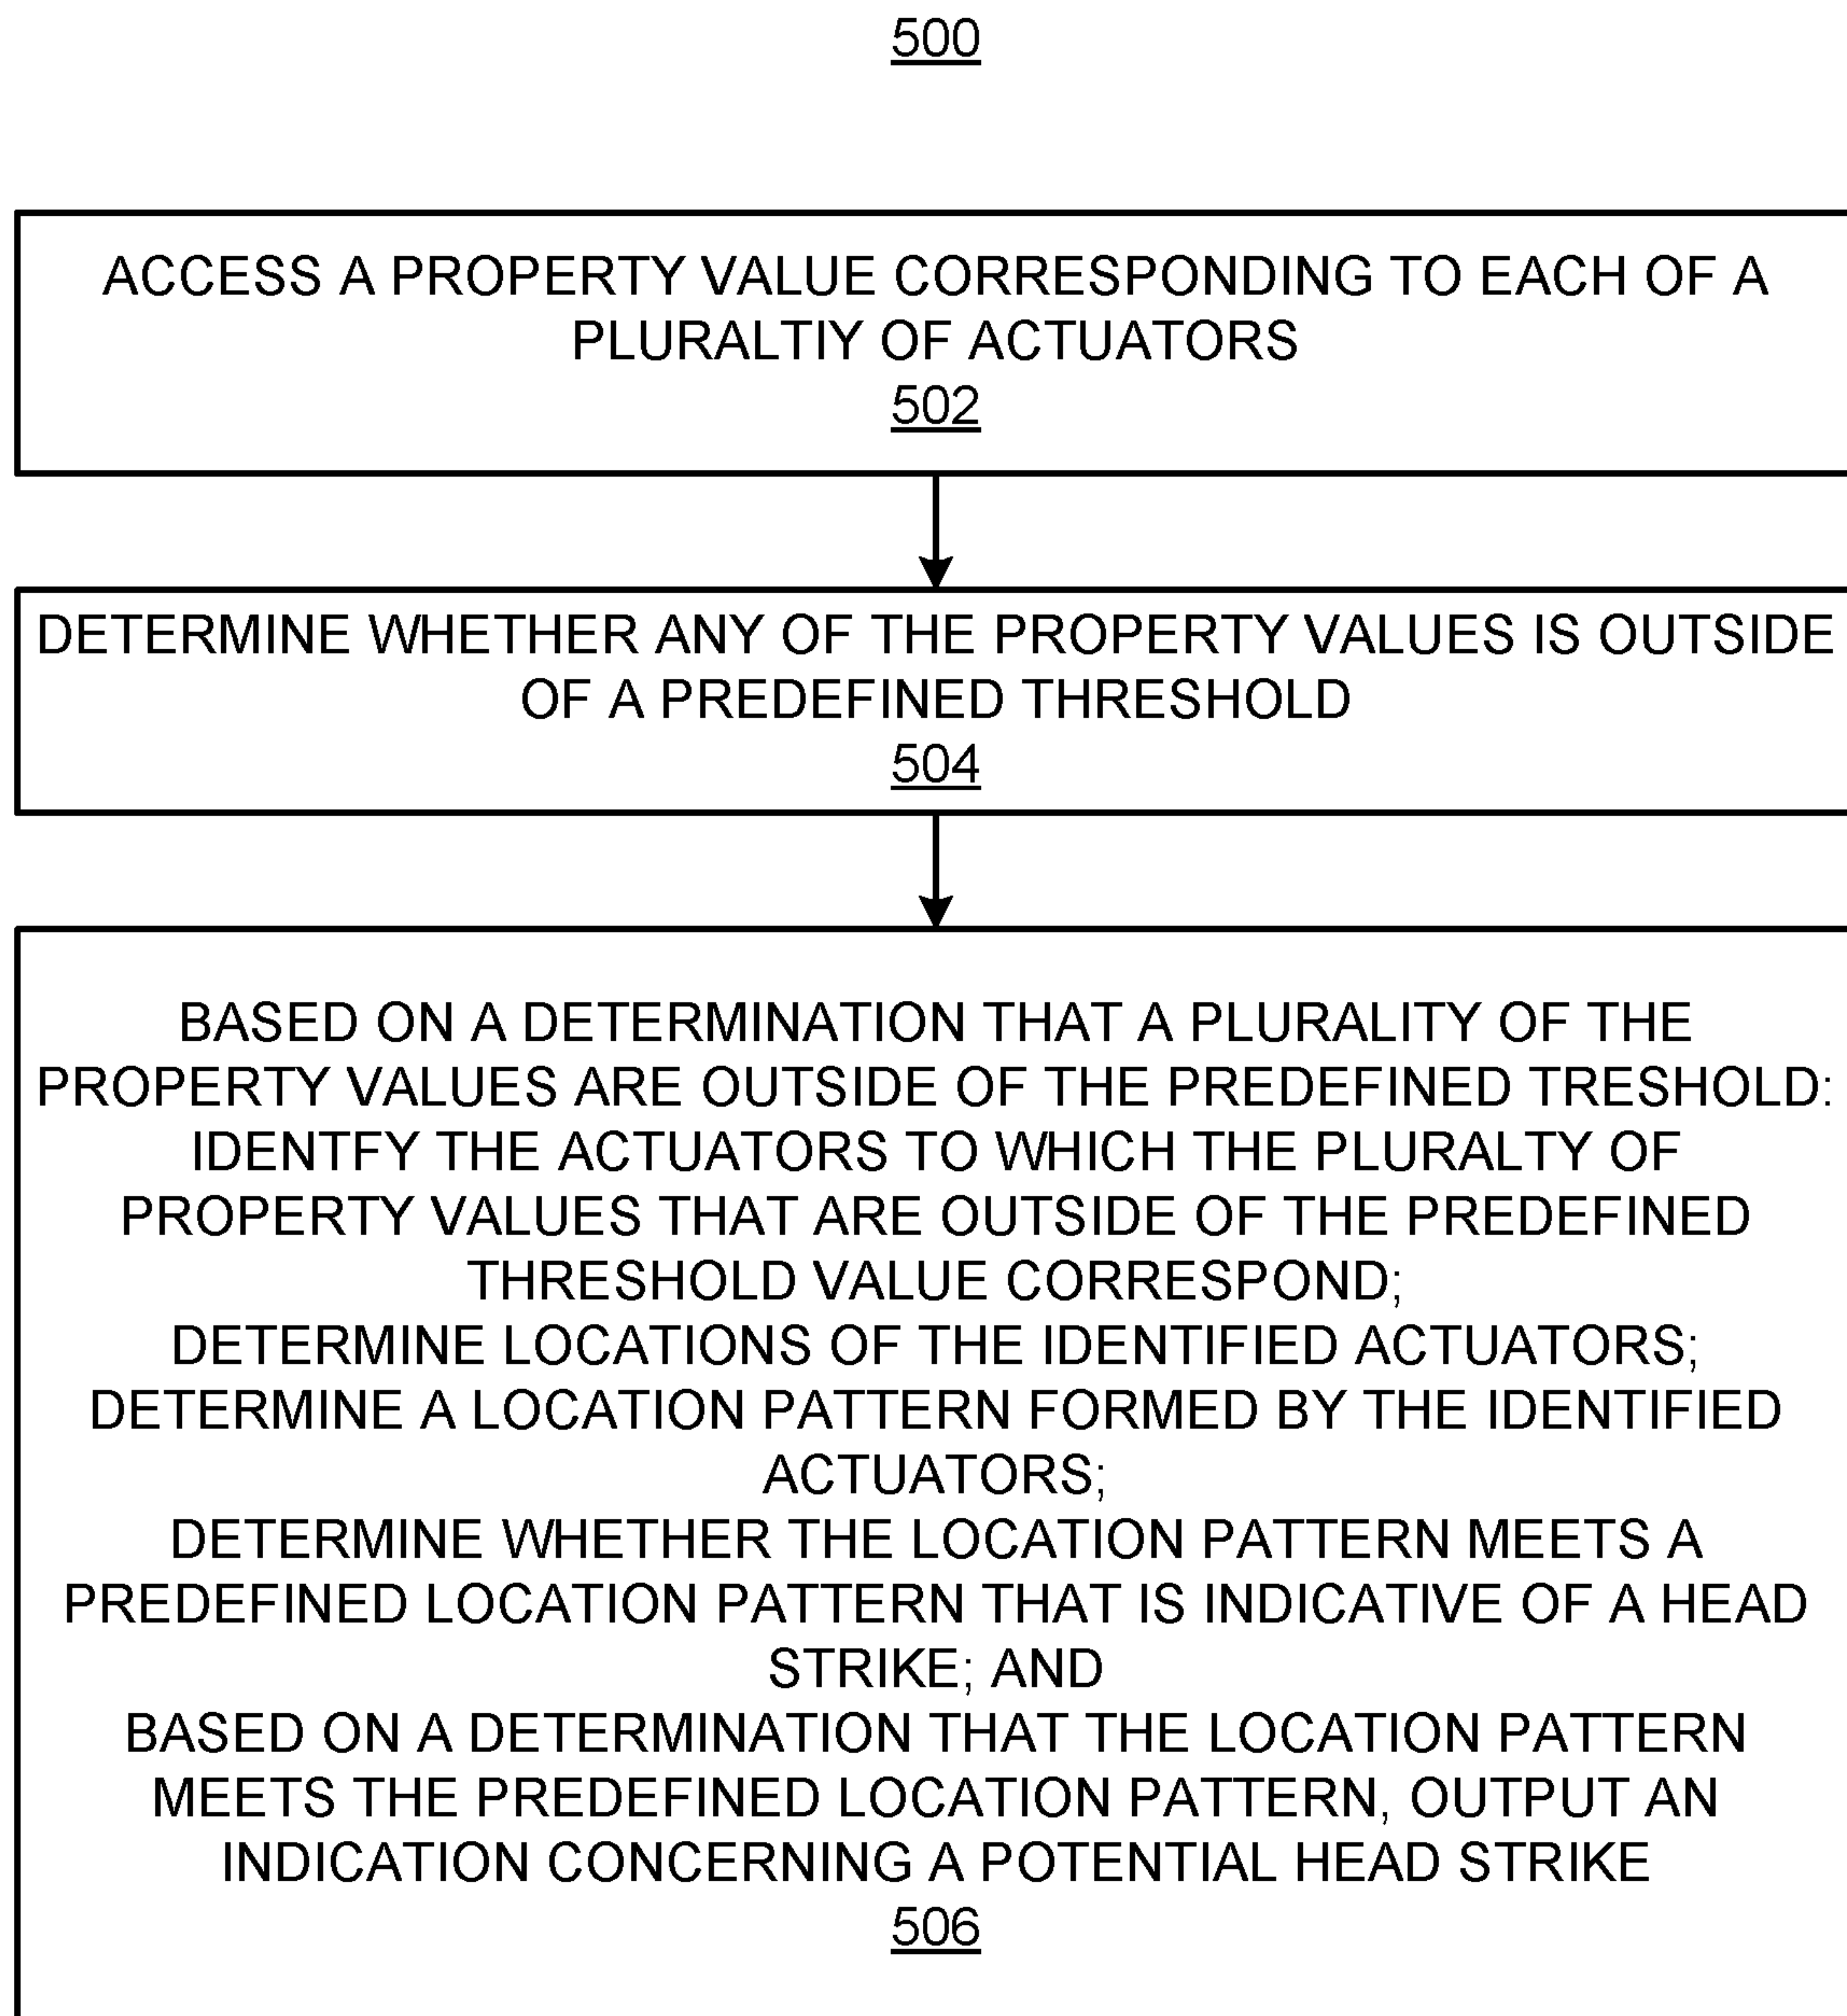 500
ACCESS A PROPERTY VALUE CORRESPONDING TO EACH OF A
PLURALTIY OF ACTUATORS
502
DETERMINE WHETHER ANY OF THE PROPERTY VALUES IS OUTSIDE
OF A PREDEFINED THRESHOLD
504
BASED ON A DETERMINATION THAT A PLURALITY OF THE
PROPERTY VALUES ARE OUTSIDE OF THE PREDEFINED TRESHOLD:
IDENTFY THE ACTUATORS TO WHICH THE PLURALTY OF
PROPERTY VALUES THAT ARE OUTSIDE OF THE PREDEFINED
THRESHOLD VALUE CORRESPOND;
DETERMINE LOCATIONS OF THE IDENTIFIED ACTUATORS;
DETERMINE A LOCATION PATTERN FORMED BY THE IDENTIFIED
ACTUATORS;
DETERMINE WHETHER THE LOCATION PATTERN MEETS A
PREDEFINED LOCATION PATTERN THAT IS INDICATIVE OF A HEAD
STRIKE; AND
BASED ON A DETERMINATION THAT THE LOCATION PATTERN
MEETS THE PREDEFINED LOCATION PATTERN, OUTPUT AN
INDICATION CONCERNING A POTENTIAL HEAD STRIKE
506